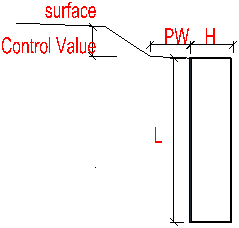 surface
Control Value
PW H
L